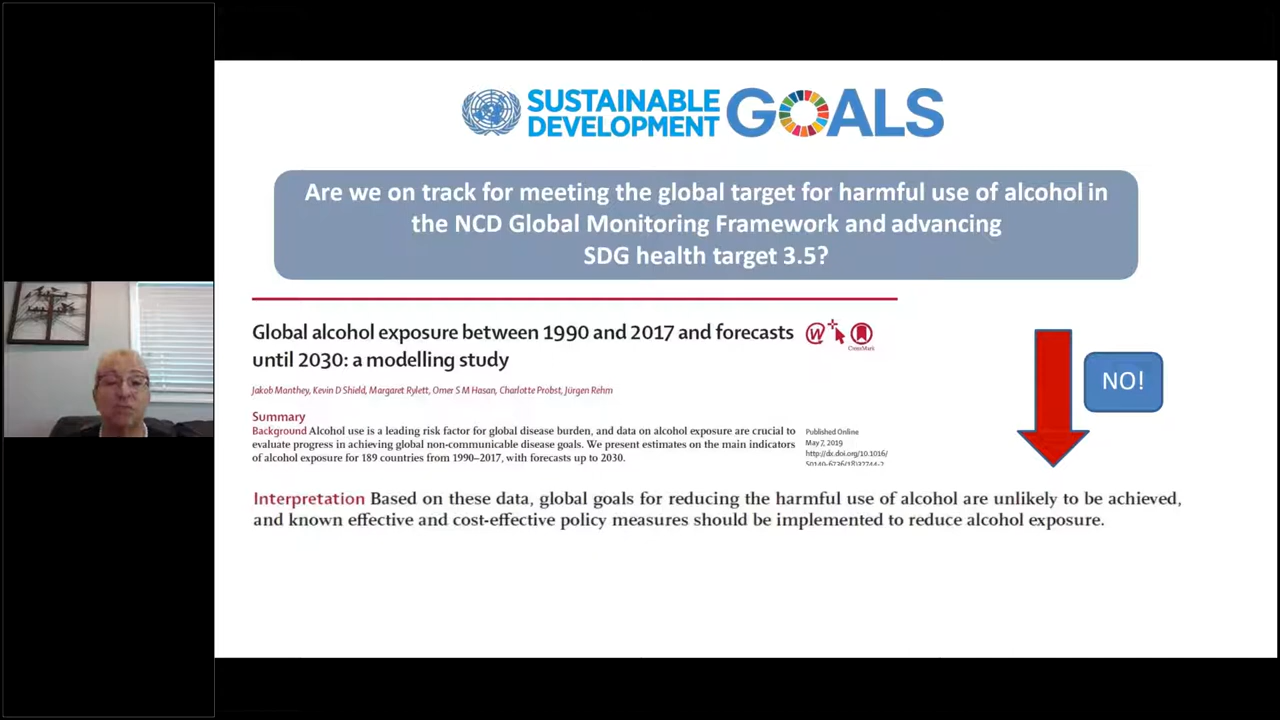 SUSTAINABLE
DEVELOPMENT
GOALS
Are we on track for meeting the global target for harmful use of alcohol in
the NCD Global Monitoring Framework and advancing
SDG health target 3.5?
Global alcohol exposure between 1990 and 2017 and forecasts
until 2030: a modelling study
Jakob Manthey, Kevin D Shield, Margaret Rylett, Omer S M Hasan, Charlotte Probst, Jürgen Rehm
Summary
Background Alcohol use is a leading risk factor for global disease burden, and data on alcohol exposure are crucial to
evaluate progress in achieving global non-communicable disease goals. We present estimates on the main indicators
of alcohol exposure for 189 countries from 1990–2017, with forecasts up to 2030.
CrossMark
Published Online
May 7, 2019
http://dx.doi.org/10.1016/
NO!
Interpretation Based on these data, global goals for reducing the harmful use of alcohol are unlikely to be achieved,
and known effective and cost-effective policy measures should be implemented to reduce alcohol exposure.